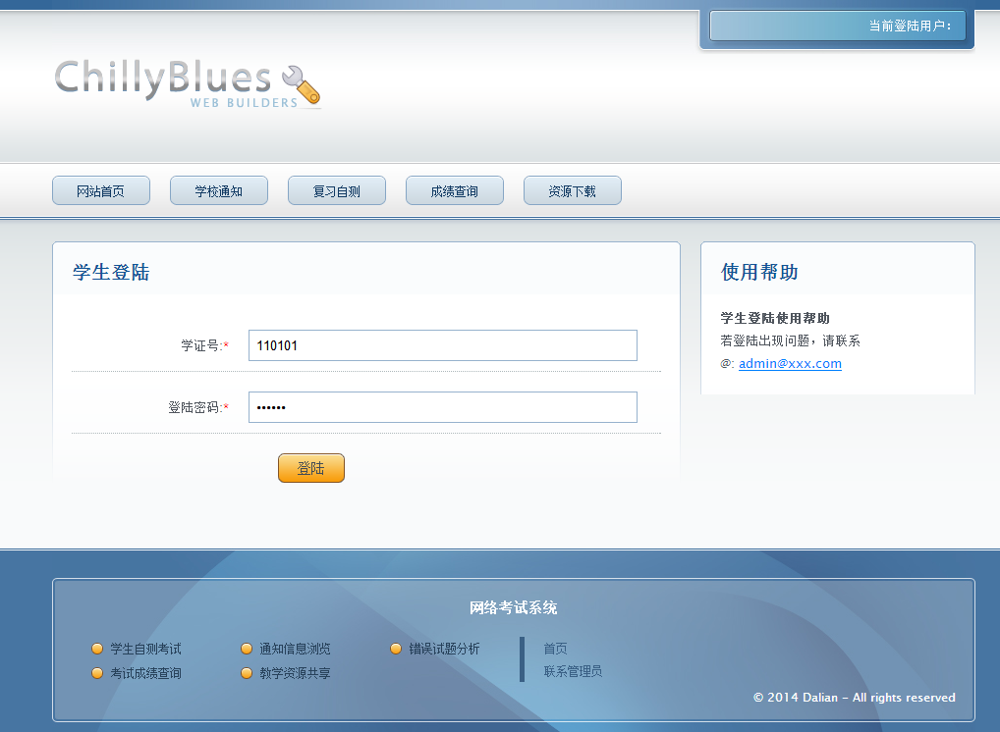 当前登陆用户：
ChillyBlues
WEB BUILDERS
网站首页 学校通知 复习自测 成绩查询 资源下载
学生登陆
学证号:* 110101
登陆密码:* ••••••
登陆
使用帮助
学生登陆使用帮助
若登陆出现问题，请联系
@: admin@xxx.com
网络考试系统
学生自测考试 通知信息浏览 错误试题分析
考试成绩查询 教学资源共享
首页
联系管理员
© 2014 Dalian - All rights reserved